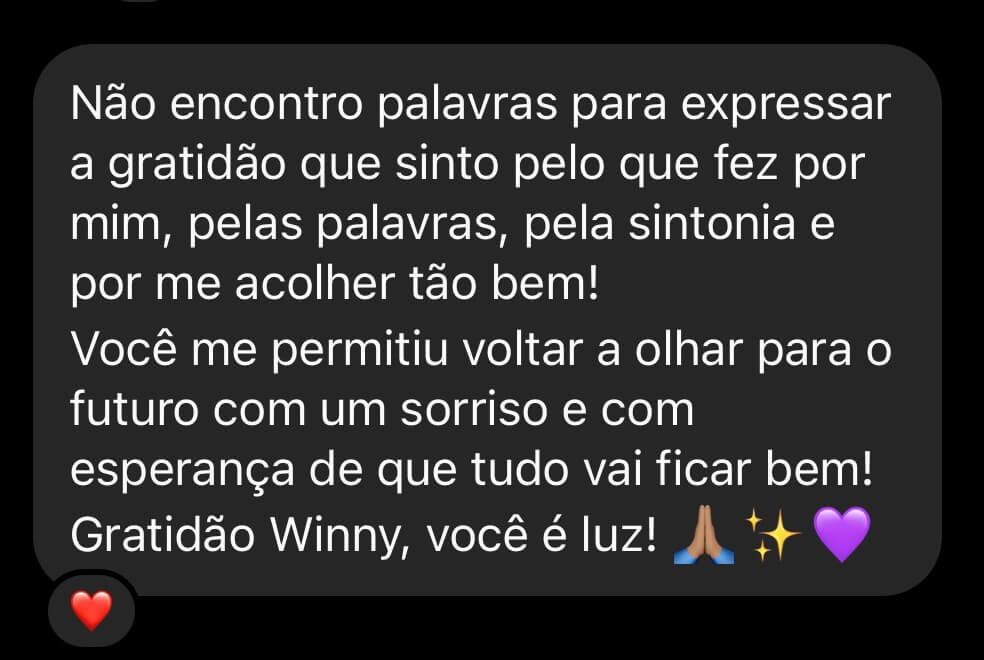 Não encontro palavras para expressar
a gratidão que sinto pelo que fez por
mim, pelas palavras, pela sintonia e
por me acolher tão bem!
Você me permitiu voltar a olhar para o
futuro com um sorriso e com
esperança de que tudo vai ficar bem!
Gratidão Winny, você é luz! 🙏🏽✨💜
❤️